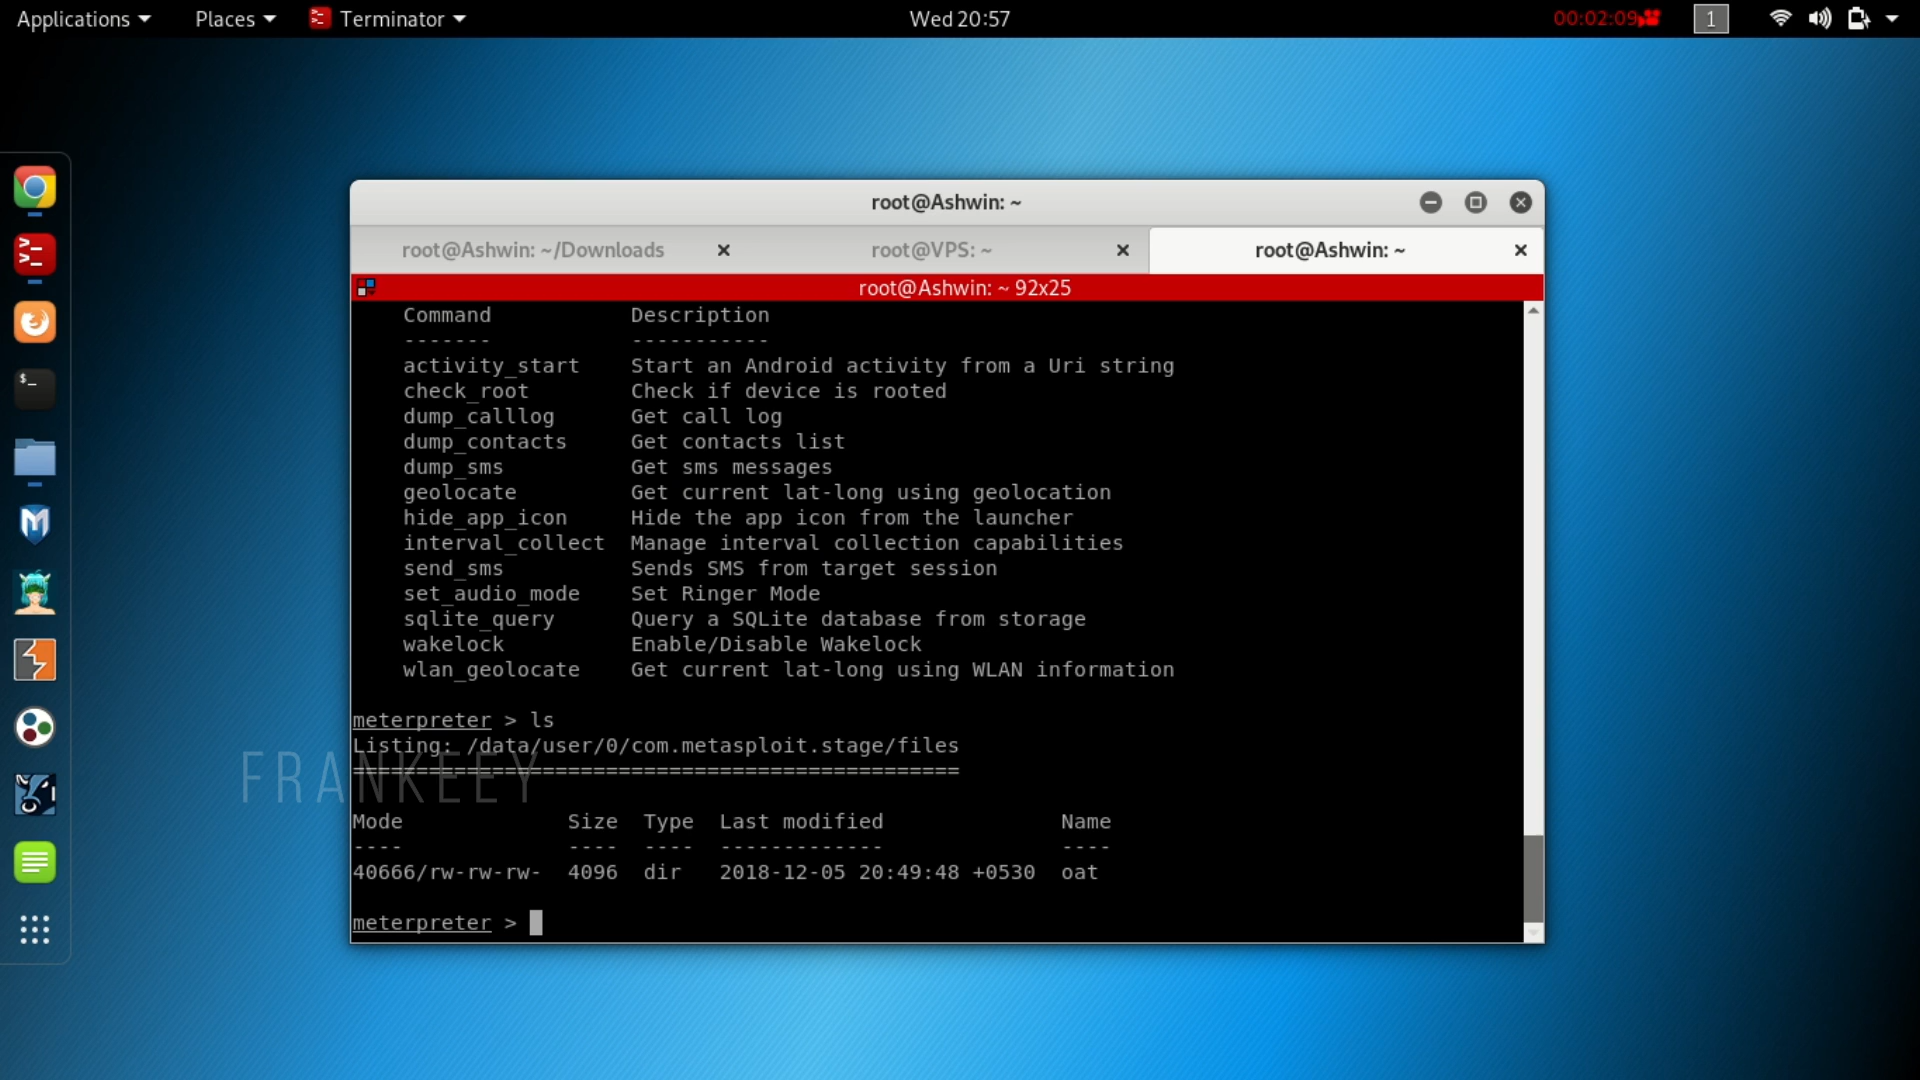 Applications Places Terminator Wed 20:57 00:02:09 1
root@Ashwin: ~
root@Ashwin: ~/Downloads root@VPS: ~ root@Ashwin: ~
root@Ashwin: ~ 92x25
Command Description
------- -----------
activity_start Start an Android activity from a Uri string
check_root Check if device is rooted
dump_calllog Get call log
dump_contacts Get contacts list
dump_sms Get sms messages
geolocate Get current lat-long using geolocation
hide_app_icon Hide the app icon from the launcher
interval_collect Manage interval collection capabilities
send_sms Sends SMS from target session
set_audio_mode Set Ringer Mode
sqlite_query Query a SQLite database from storage
wakelock Enable/Disable Wakelock
wlan_geolocate Get current lat-long using WLAN information
meterpreter > ls
Listing: /data/user/0/com.metasploit.stage/files
================================================
FRANKEEY
Mode Size Type Last modified Name
---- ---- ---- ------------- ----
40666/rw-rw-rw- 4096 dir 2018-12-05 20:49:48 +0530 oat
meterpreter >